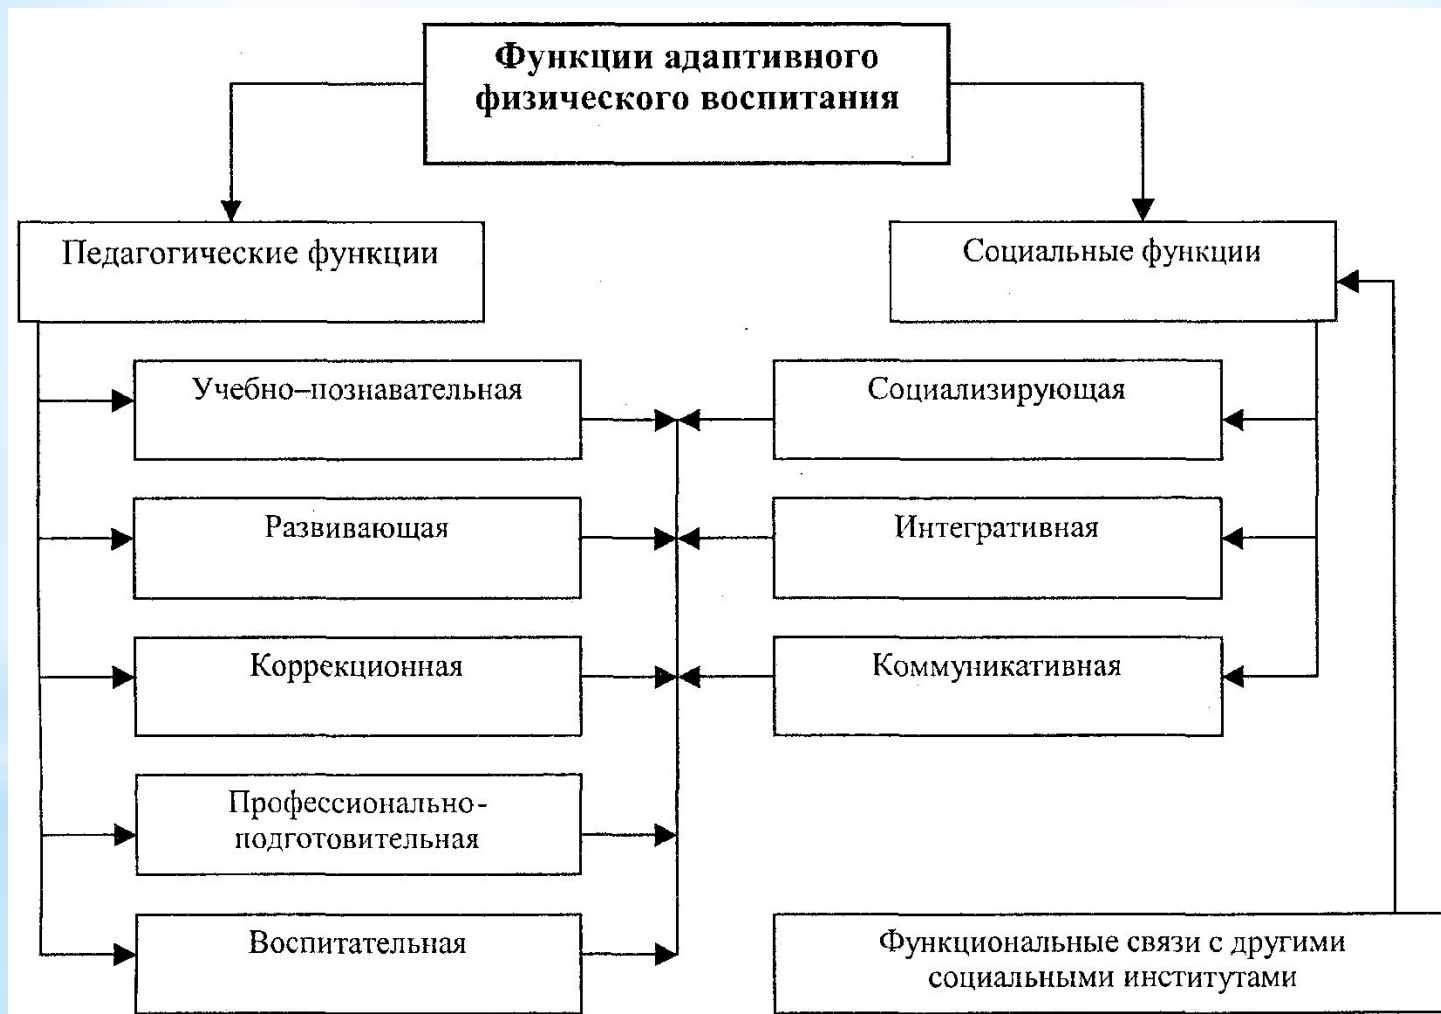 Функции адаптивного
физического воспитания
Педагогические функции
Социальные функции
Учебно–познавательная
Социализирующая
Развивающая
Интегративная
Коррекционная
Коммуникативная
Профессионально-
подготовительная
Воспитательная
Функциональные связи с другими
социальными институтами